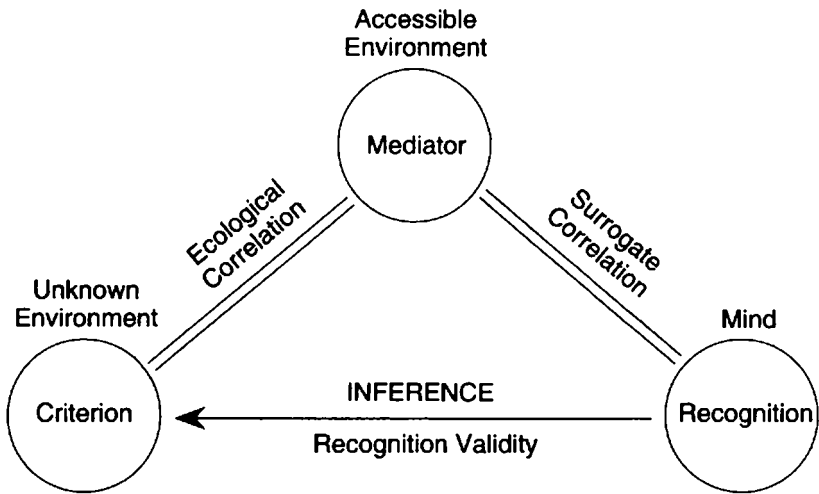 Accessible
Environment
Mediator
Ecological
Correlation
Surrogate
Correlation
Unknown
Environment
Mind
Criterion
INFERENCE
Recognition
Recognition Validity